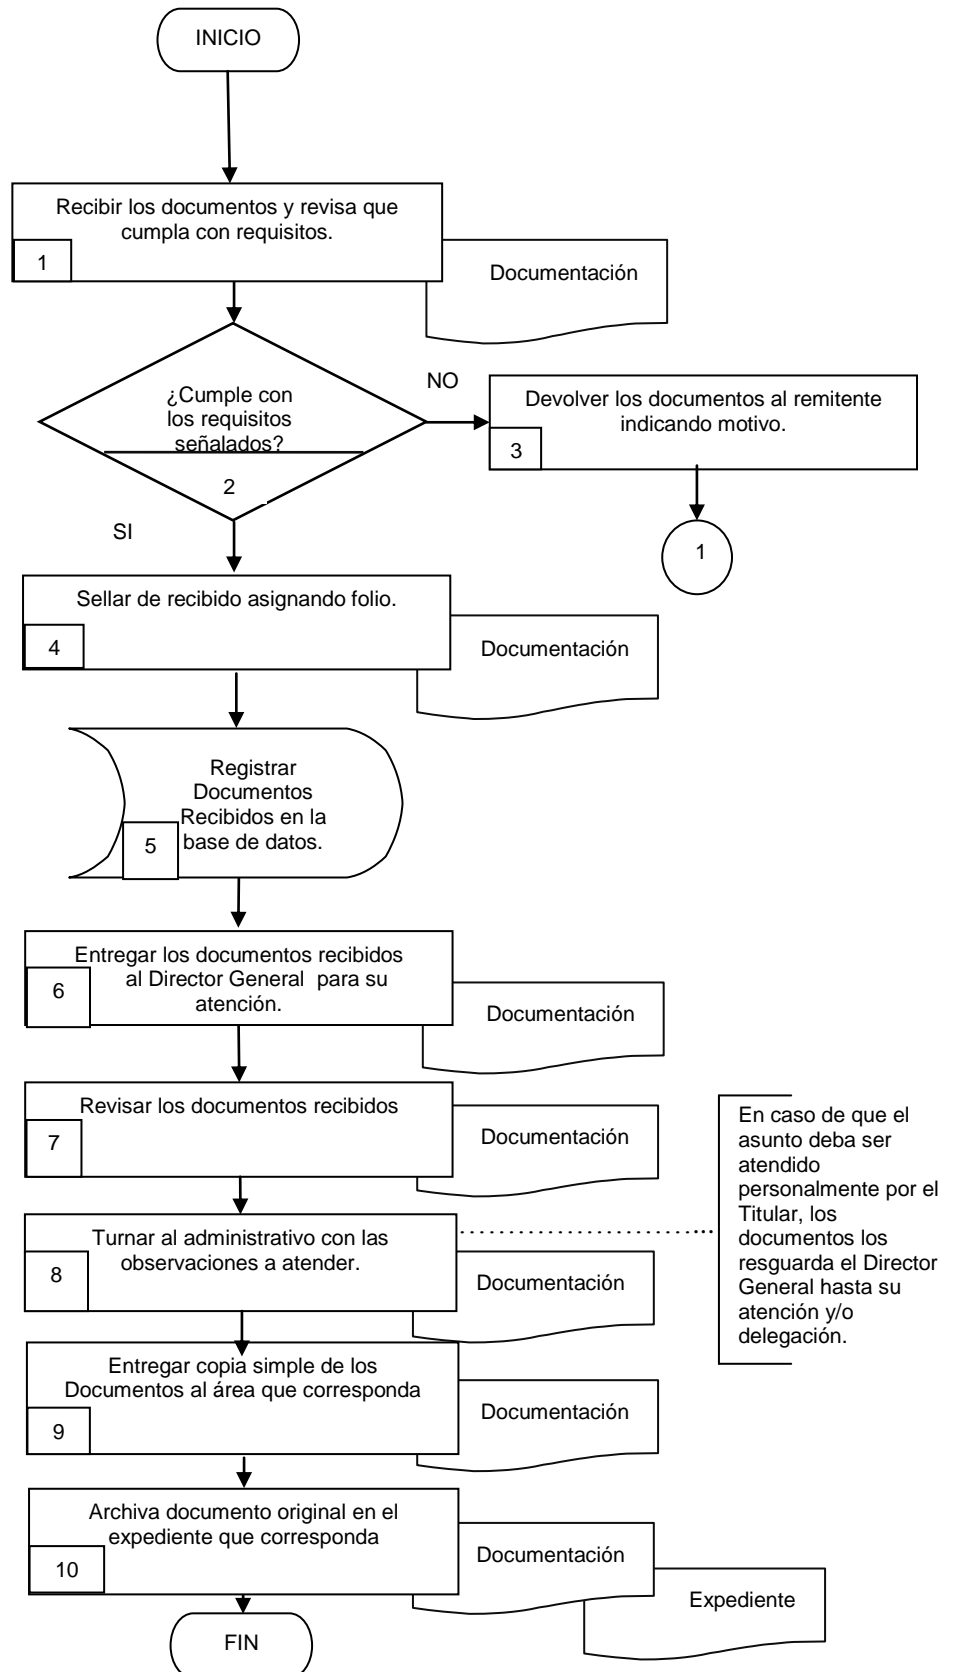 INICIO
Recibir los documentos y revisa que
cumpla con requisitos.
1
Documentación
¿Cumple con
los requisitos
señalados?
2
NO
Devolver los documentos al remitente
indicando motivo.
3
1
SI
Sellar de recibido asignando folio.
4
Documentación
Registrar
Documentos
Recibidos en la
base de datos.
5
Entregar los documentos recibidos
al Director General para su
atención.
6
Documentación
Revisar los documentos recibidos
7
Documentación
En caso de que el
asunto deba ser
atendido
personalmente por el
Titular, los
documentos los
resguarda el Director
General hasta su
atención y/o
delegación.
Turnar al administrativo con las
observaciones a atender.
8
Documentación
Entregar copia simple de los
Documentos al área que corresponda
9
Documentación
Archiva documento original en el
expediente que corresponda
10
Documentación
Expediente
FIN